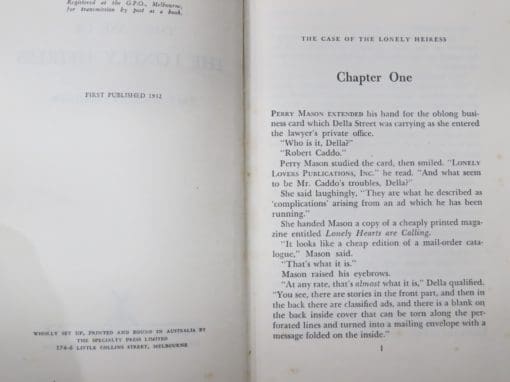 Registered at the G.P.O., Melbourne,
for transmission by post as a book.
FIRST PUBLISHED 1952
WHOLLY SET UP, PRINTED AND BOUND IN AUSTRALIA BY
THE SPECIALTY PRESS LIMITED
174-6 LITTLE COLLINS STREET, MELBOURNE
THE CASE OF THE LONELY HEIRESS
Chapter One
PERRY MASON EXTENDED his hand for the oblong busi-
ness card which Della Street was carrying as she entered
the lawyer's private office.
"Who is it, Della?"
"Robert Caddo."
Perry Mason studied the card, then smiled. "LONELY
LOVERS PUBLICATIONS, INC." he read. "And what seem
to be Mr. Caddo's troubles, Della?"
She said laughingly, "They are what he described as
'complications' arising from an ad which he has been
running."
She handed Mason a copy of a cheaply printed maga-
zine entitled Lonely Hearts are Calling.
"It looks like a cheap edition of a mail-order cata-
logue," Mason said.
"That's what it is."
Mason raised his eyebrows.
"At any rate, that's almost what it is," Della qualified.
"You see, there are stories in the front part, and then in
the back there are classified ads, and there is a blank on
the back inside cover that can be torn along the per-
forated lines and turned into a mailing envelope with a
message folded on the inside."
1